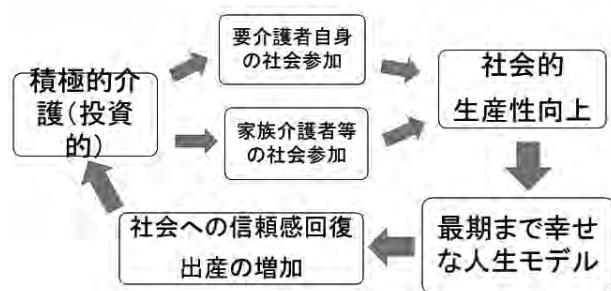 要介護者自身
の社会参加
積極的介
護(投資
的)
家族介護者等
の社会参加
社会的
生産性向上
最期まで幸せ
な人生モデル
社会への信頼感回復
出産の増加